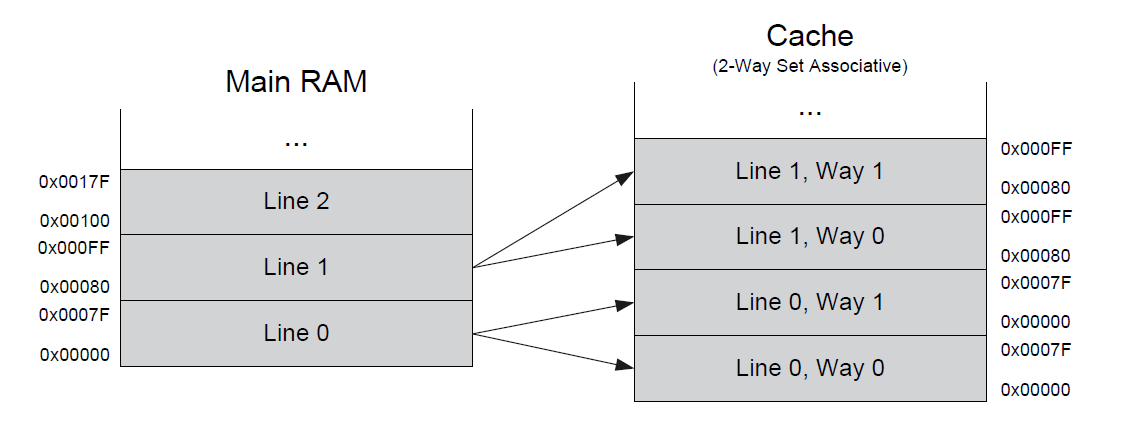 Cache
(2-Way Set Associative)
Main RAM
...
...
0x0017F
Line 2
0x00100
0x000FF
Line 1
0x00080
0x0007F
Line 0
0x00000
0x000FF
Line 1, Way 1
0x00080
0x000FF
Line 1, Way 0
0x00080
0x0007F
Line 0, Way 1
0x00000
0x0007F
Line 0, Way 0
0x00000